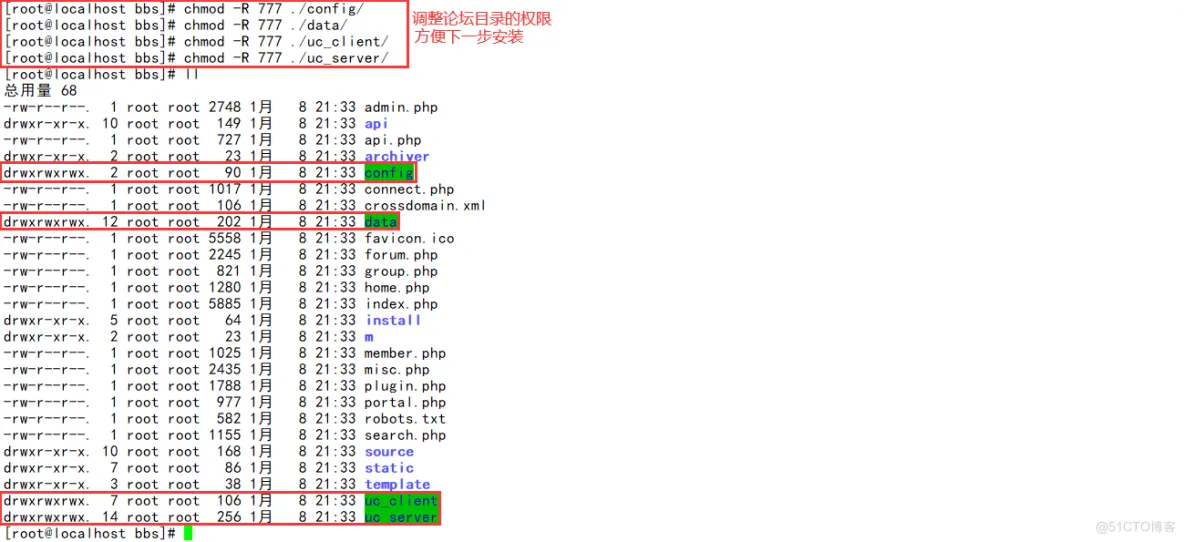 [root@localhost bbs]# chmod -R 777 ./config/
[root@localhost bbs]# chmod -R 777 ./data/
[root@localhost bbs]# chmod -R 777 ./uc_client/
[root@localhost bbs]# chmod -R 777 ./uc_server/
调整论坛目录的权限
方便下一步安装
[root@localhost bbs]# ll
总用量 68
-rw-r--r--. 1 root root 2748 1月 8 21:33 admin.php
drwxr-xr-x. 10 root root 149 1月 8 21:33 api
-rw-r--r--. 1 root root 727 1月 8 21:33 api.php
drwxr-xr-x. 2 root root 23 1月 8 21:33 archiver
drwxrwxrwx. 2 root root 90 1月 8 21:33 config
-rw-r--r--. 1 root root 1017 1月 8 21:33 connect.php
-rw-r--r--. 1 root root 106 1月 8 21:33 crossdomain.xml
drwxrwxrwx. 12 root root 202 1月 8 21:33 data
-rw-r--r--. 1 root root 5558 1月 8 21:33 favicon.ico
-rw-r--r--. 1 root root 2245 1月 8 21:33 forum.php
-rw-r--r--. 1 root root 821 1月 8 21:33 group.php
-rw-r--r--. 1 root root 1280 1月 8 21:33 home.php
-rw-r--r--. 1 root root 5885 1月 8 21:33 index.php
drwxr-xr-x. 5 root root 64 1月 8 21:33 install
drwxr-xr-x. 2 root root 23 1月 8 21:33 m
-rw-r--r--. 1 root root 1025 1月 8 21:33 member.php
-rw-r--r--. 1 root root 2435 1月 8 21:33 misc.php
-rw-r--r--. 1 root root 1788 1月 8 21:33 plugin.php
-rw-r--r--. 1 root root 977 1月 8 21:33 portal.php
-rw-r--r--. 1 root root 582 1月 8 21:33 robots.txt
-rw-r--r--. 1 root root 1155 1月 8 21:33 search.php
drwxr-xr-x. 10 root root 168 1月 8 21:33 source
drwxr-xr-x. 7 root root 86 1月 8 21:33 static
drwxr-xr-x. 3 root root 38 1月 8 21:33 template
drwxrwxrwx. 7 root root 106 1月 8 21:33 uc_client
drwxrwxrwx. 14 root root 256 1月 8 21:33 uc_server
[root@localhost bbs]#
@51CTO博客